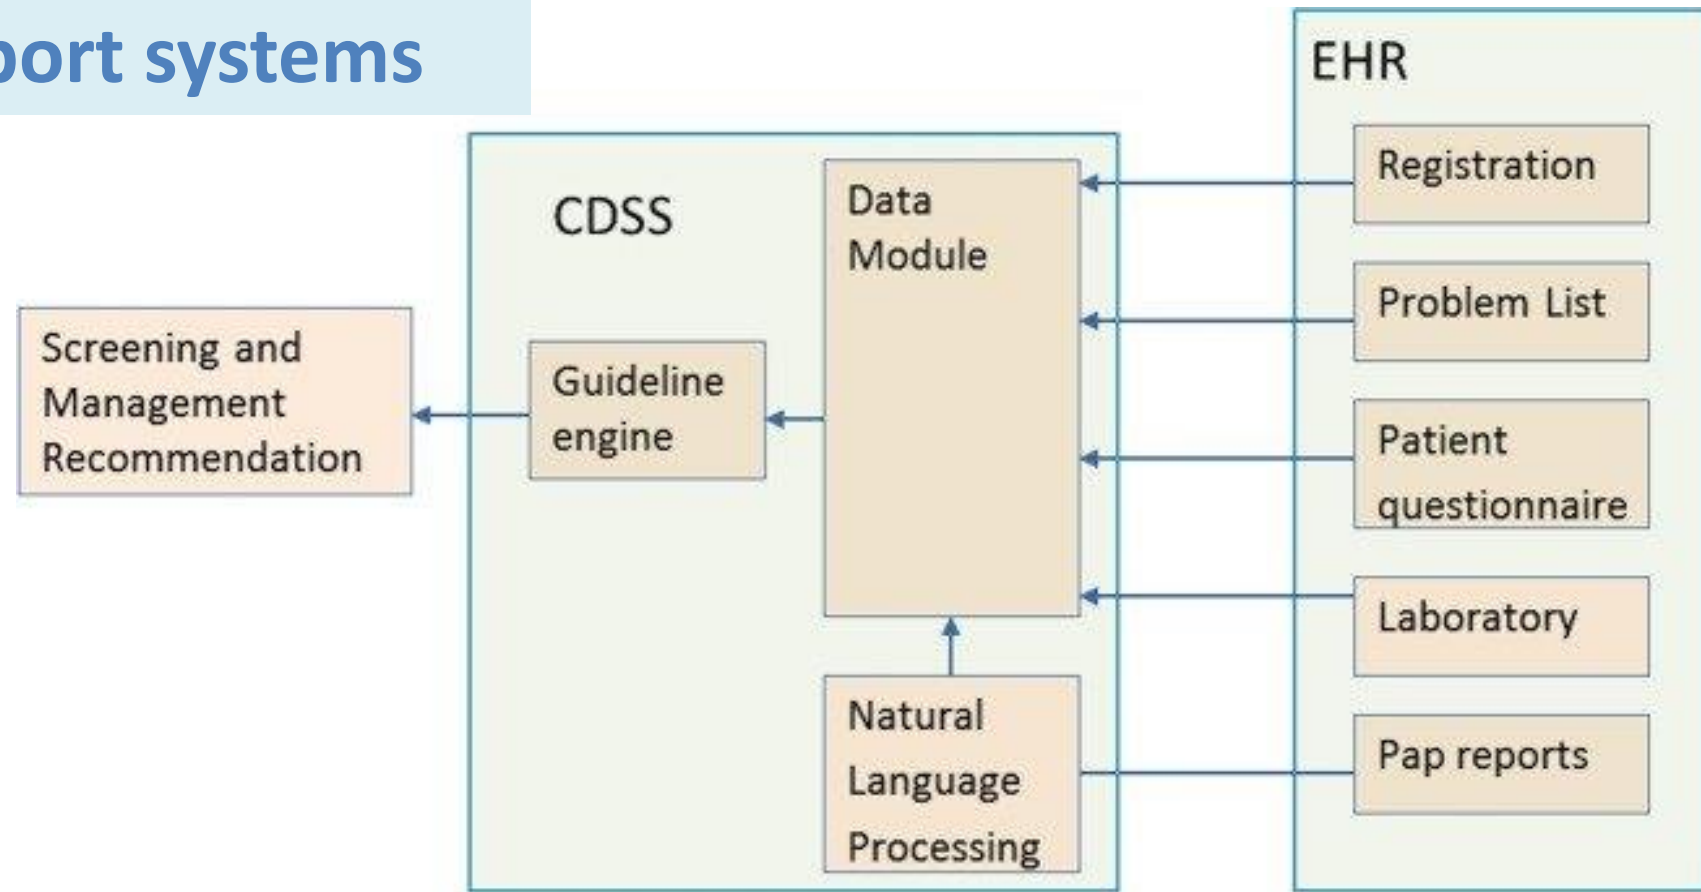 port systems
EHR
Registration
CDSS
Data
Module
Problem List
Screening and
Management
Recommendation
Guideline
engine
Patient
questionnaire
Laboratory
Natural
Language
Processing
Pap reports